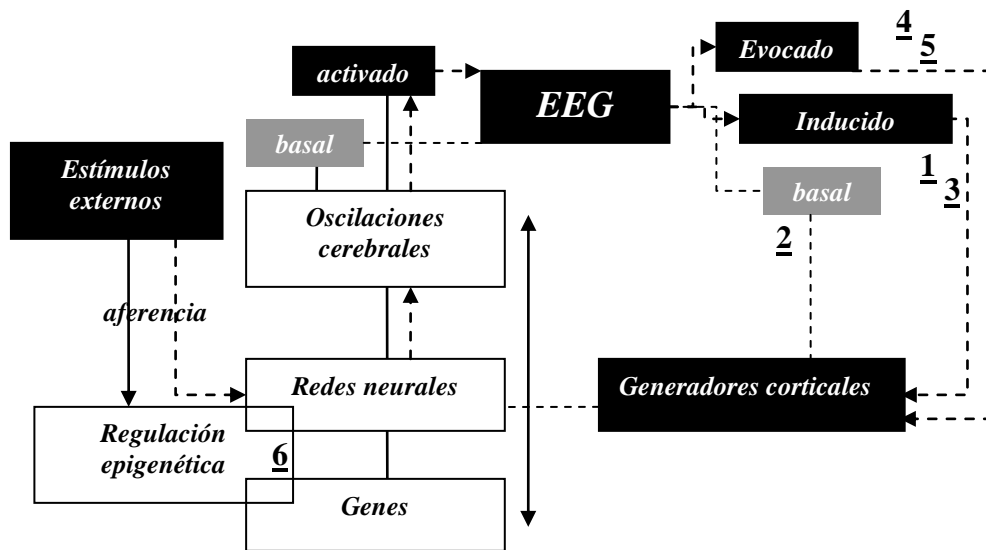 4
Evocado
5
activado
EEG
Inducido
basal
Estímulos
externos
1
basal
3
Oscilaciones
cerebrales
2
aferencia
Redes neurales
Generadores corticales
Regulación
epigenética
6
Genes